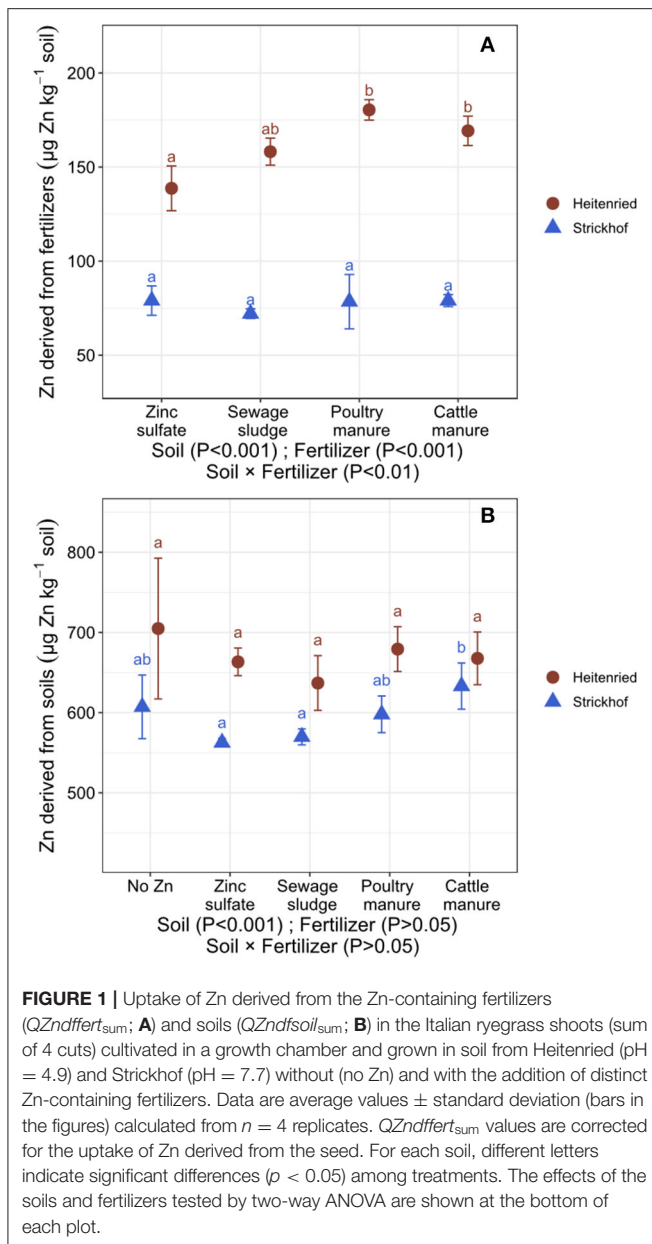 A
Zn derived from fertilizers (µg Zn kg⁻¹ soil)
200
150
100
50
a
ab
b
b
a
a
a
a
Heitenried
Strickhof
Zinc sulfate
Sewage sludge
Poultry manure
Cattle manure
Soil (P<0.001) ; Fertilizer (P<0.001)
Soil × Fertilizer (P<0.01)
B
Zn derived from soils (µg Zn kg⁻¹ soil)
800
700
600
500
a
a
a
a
a
ab
a
a
ab
b
Heitenried
Strickhof
No Zn
Zinc sulfate
Sewage sludge
Poultry manure
Cattle manure
Soil (P<0.001) ; Fertilizer (P>0.05)
Soil × Fertilizer (P>0.05)
FIGURE 1 | Uptake of Zn derived from the Zn-containing fertilizers
(QZndffertsum; A) and soils (QZndfsoilsum; B) in the Italian ryegrass shoots (sum
of 4 cuts) cultivated in a growth chamber and grown in soil from Heitenried (pH
= 4.9) and Strickhof (pH = 7.7) without (no Zn) and with the addition of distinct
Zn-containing fertilizers. Data are average values ± standard deviation (bars in
the figures) calculated from n = 4 replicates. QZndffertsum values are corrected
for the uptake of Zn derived from the seed. For each soil, different letters
indicate significant differences (p < 0.05) among treatments. The effects of the
soils and fertilizers tested by two-way ANOVA are shown at the bottom of
each plot.